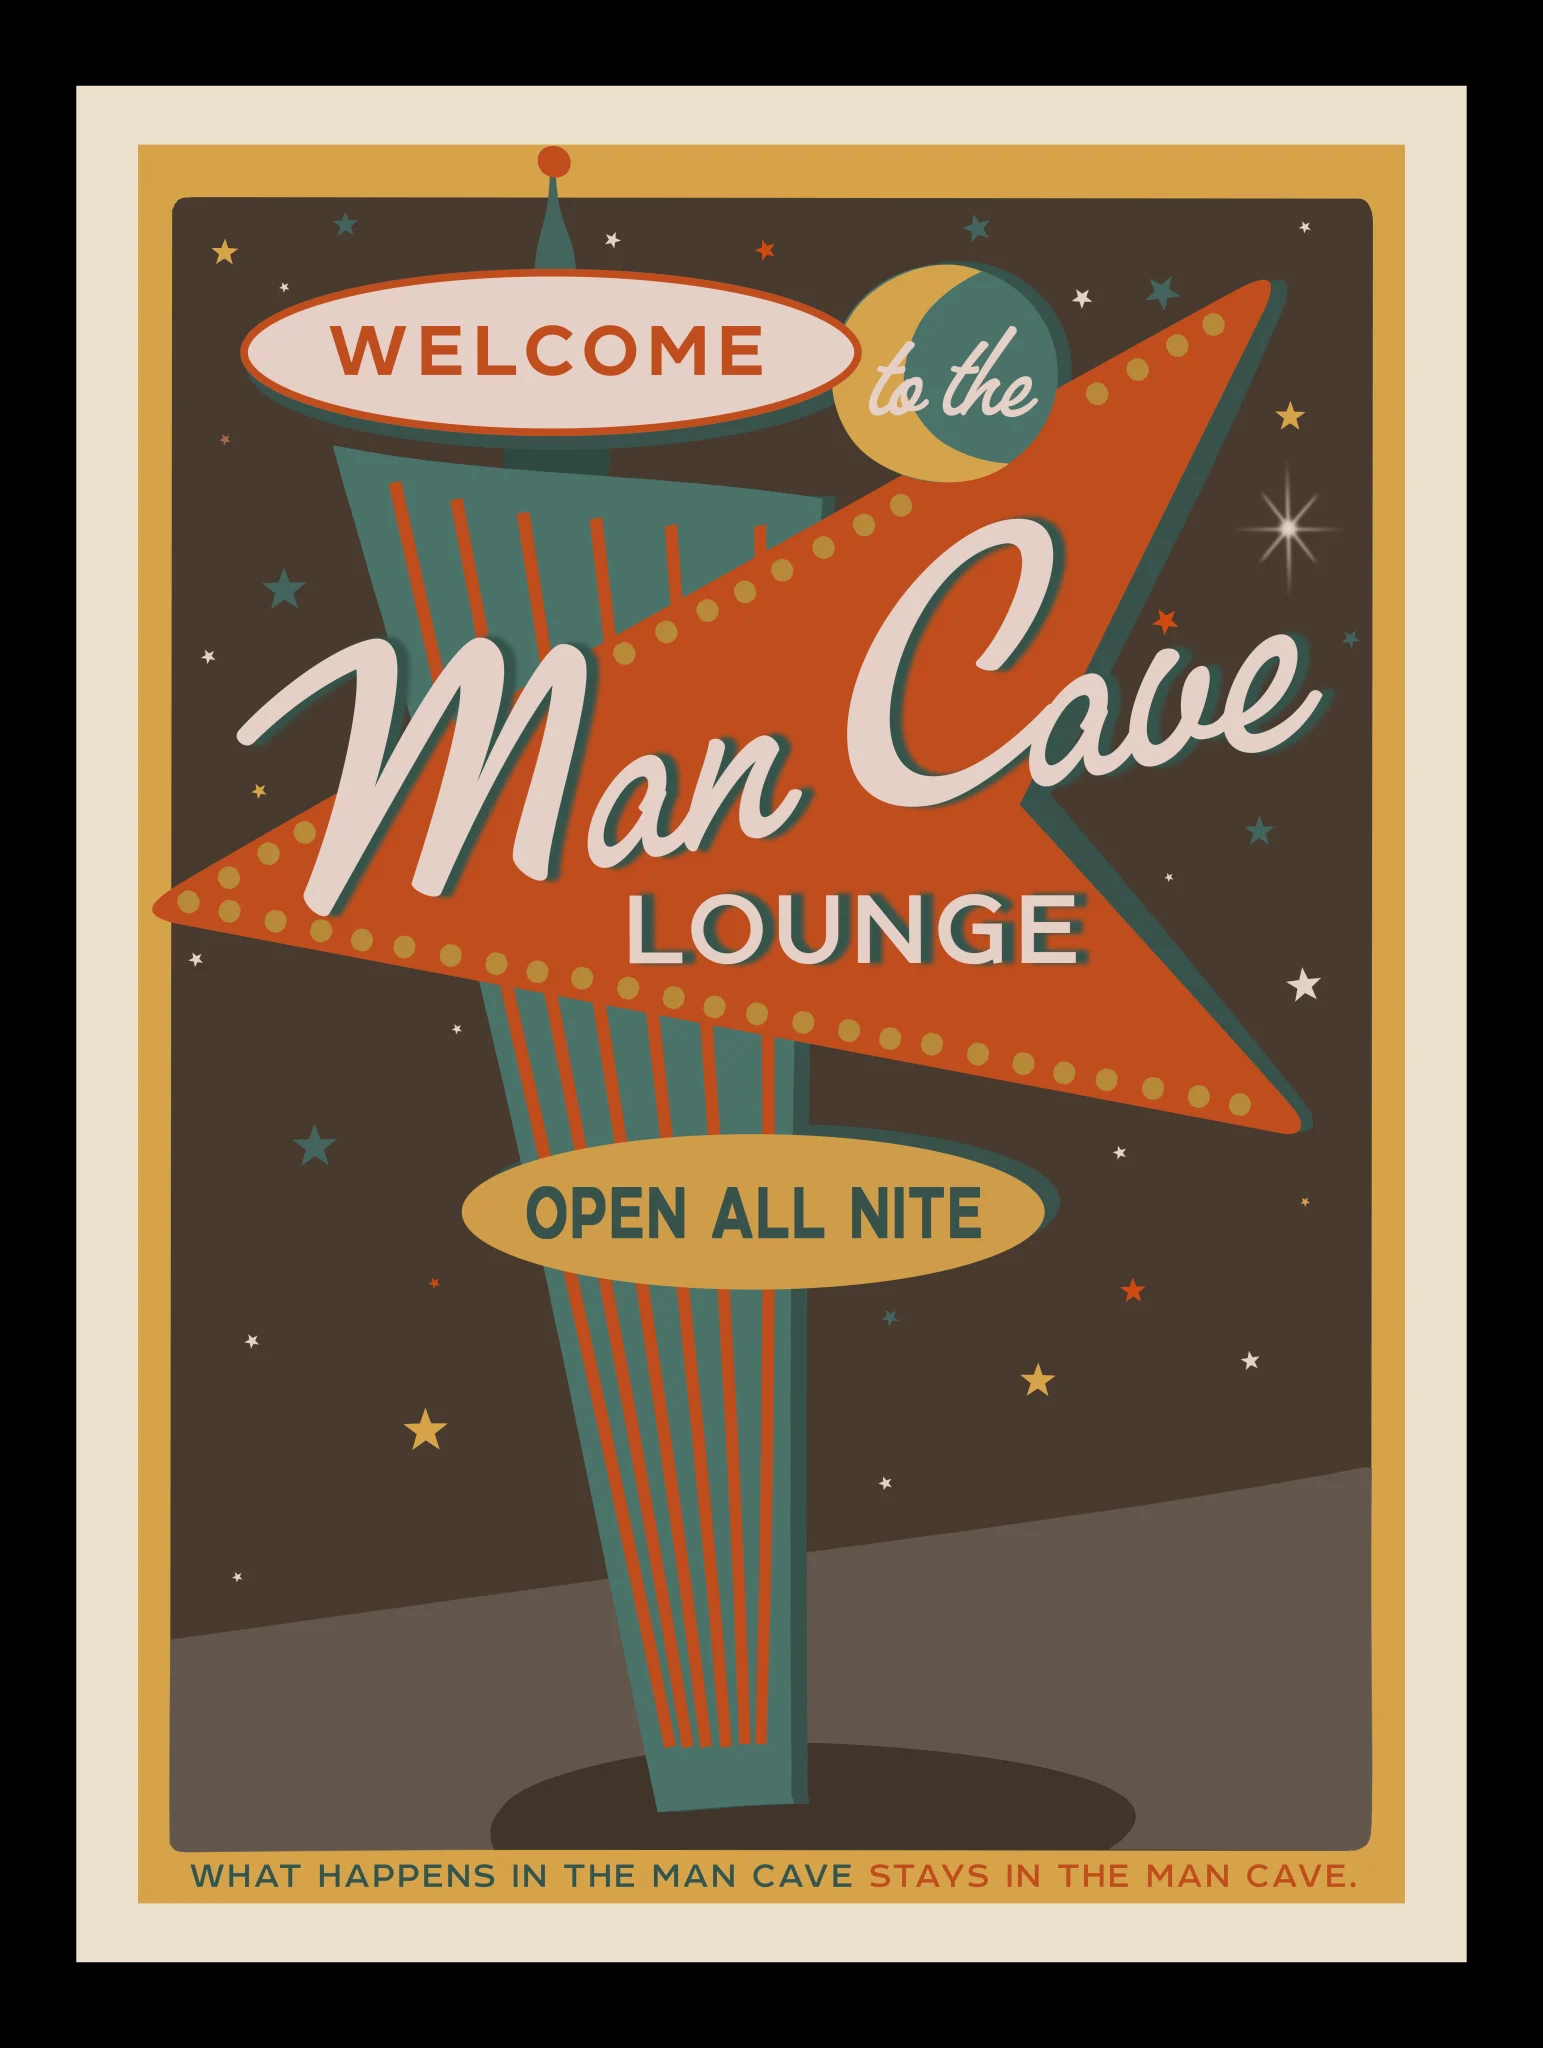 WELCOME
to the
Man Cave
LOUNGE
OPEN ALL NITE
WHAT HAPPENS IN THE MAN CAVE STAYS IN THE MAN CAVE.